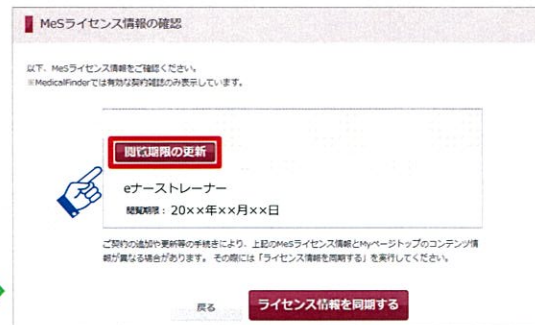 MeSライセンス情報の確認
以下、MeSライセンス情報をご確認ください。
※MedicalFinderでは有効な契約雑誌のみ表示しています。
閲覧期限の更新
eナーストレーナー
閲覧期限：20××年××月××日
ご契約の追加や更新等の手続きにより、上記のMeSライセンス情報とMyページトップのコンテンツ情
報が異なる場合があります。その際には「ライセンス情報を同期する」を実行してください。
戻る
ライセンス情報を同期する